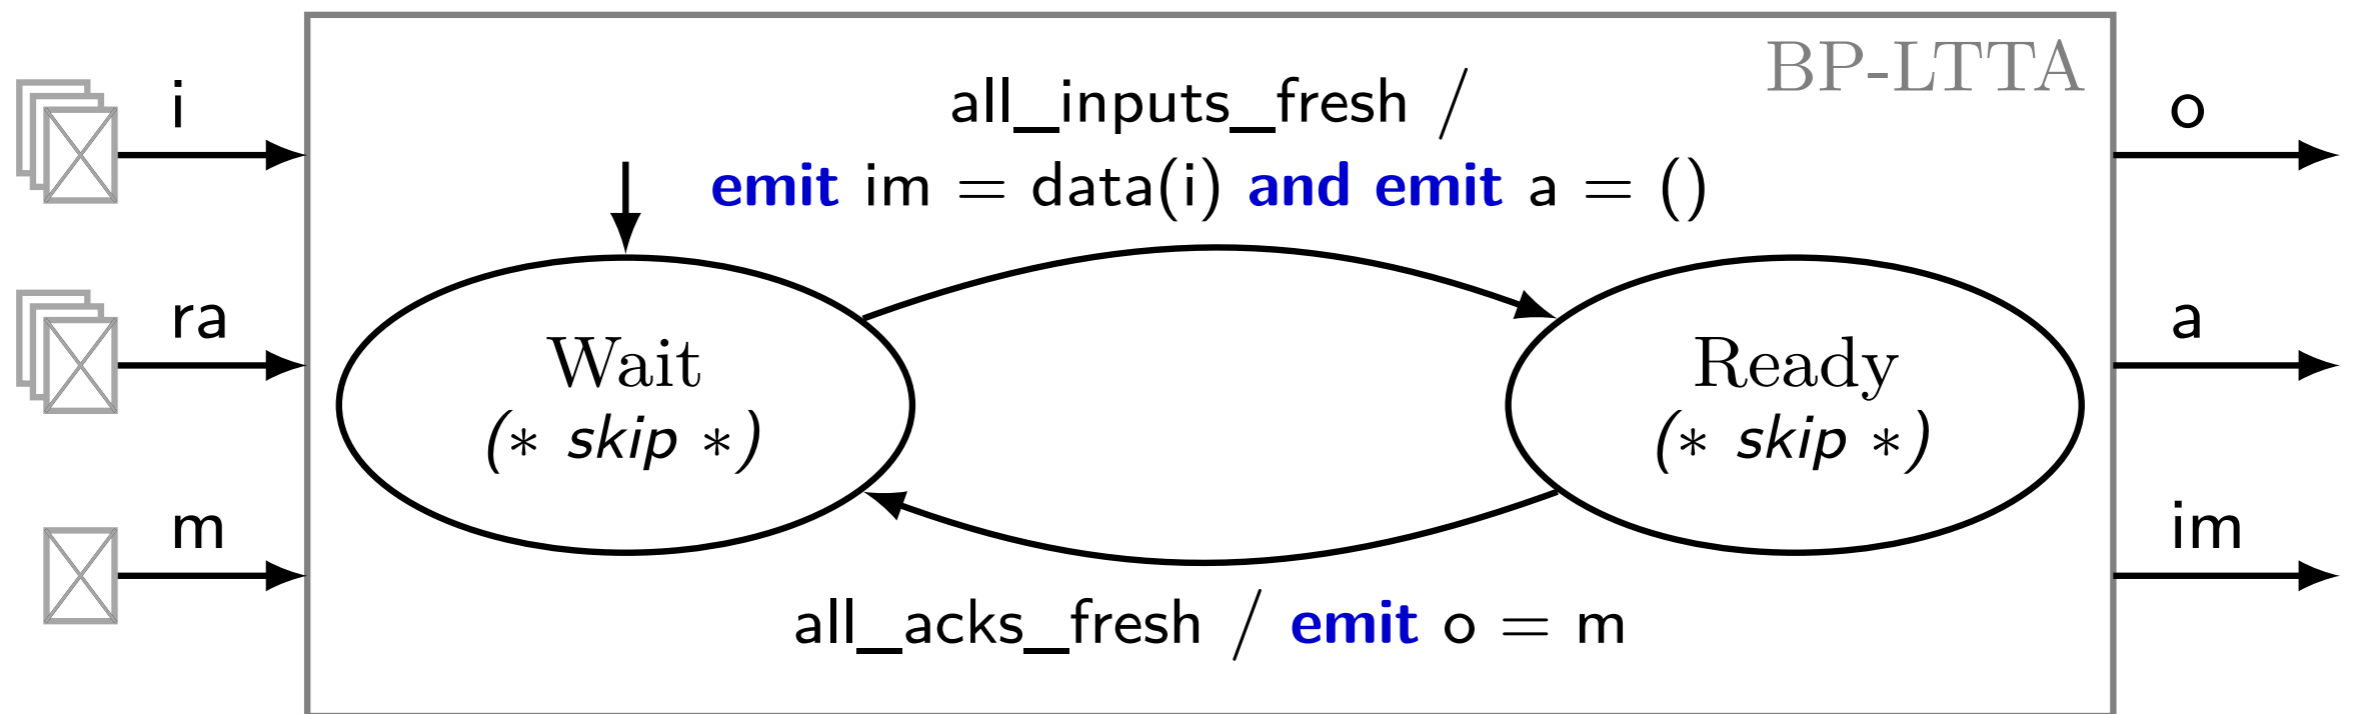 BP-LTTA
i
ra
m
all_inputs_fresh /
emit im = data(i) and emit a = ()
Wait
(* skip *)
Ready
(* skip *)
all_acks_fresh / emit o = m
o
a
im